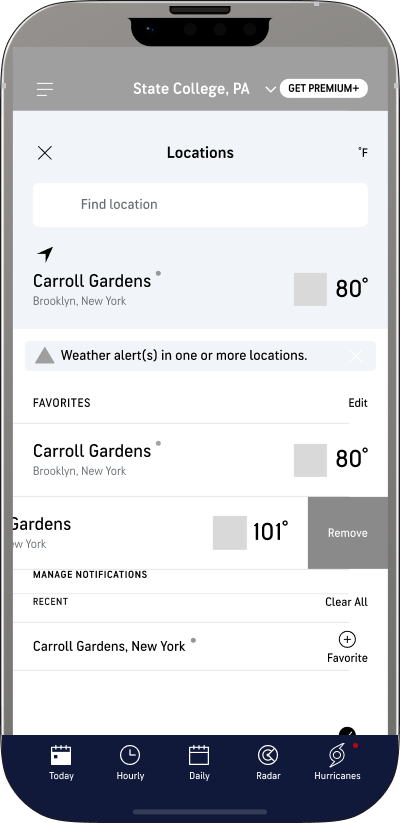 State College, PA
GET PREMIUM+
Locations
°F
Find location
Carroll Gardens
80°
Brooklyn, New York
Weather alert(s) in one or more locations.
FAVORITES
Edit
Carroll Gardens
80°
Brooklyn, New York
Gardens
101°
Remove
ew York
MANAGE NOTIFICATIONS
RECENT
Clear All
Carroll Gardens, New York
Favorite
Today
Hourly
Daily
Radar
Hurricanes